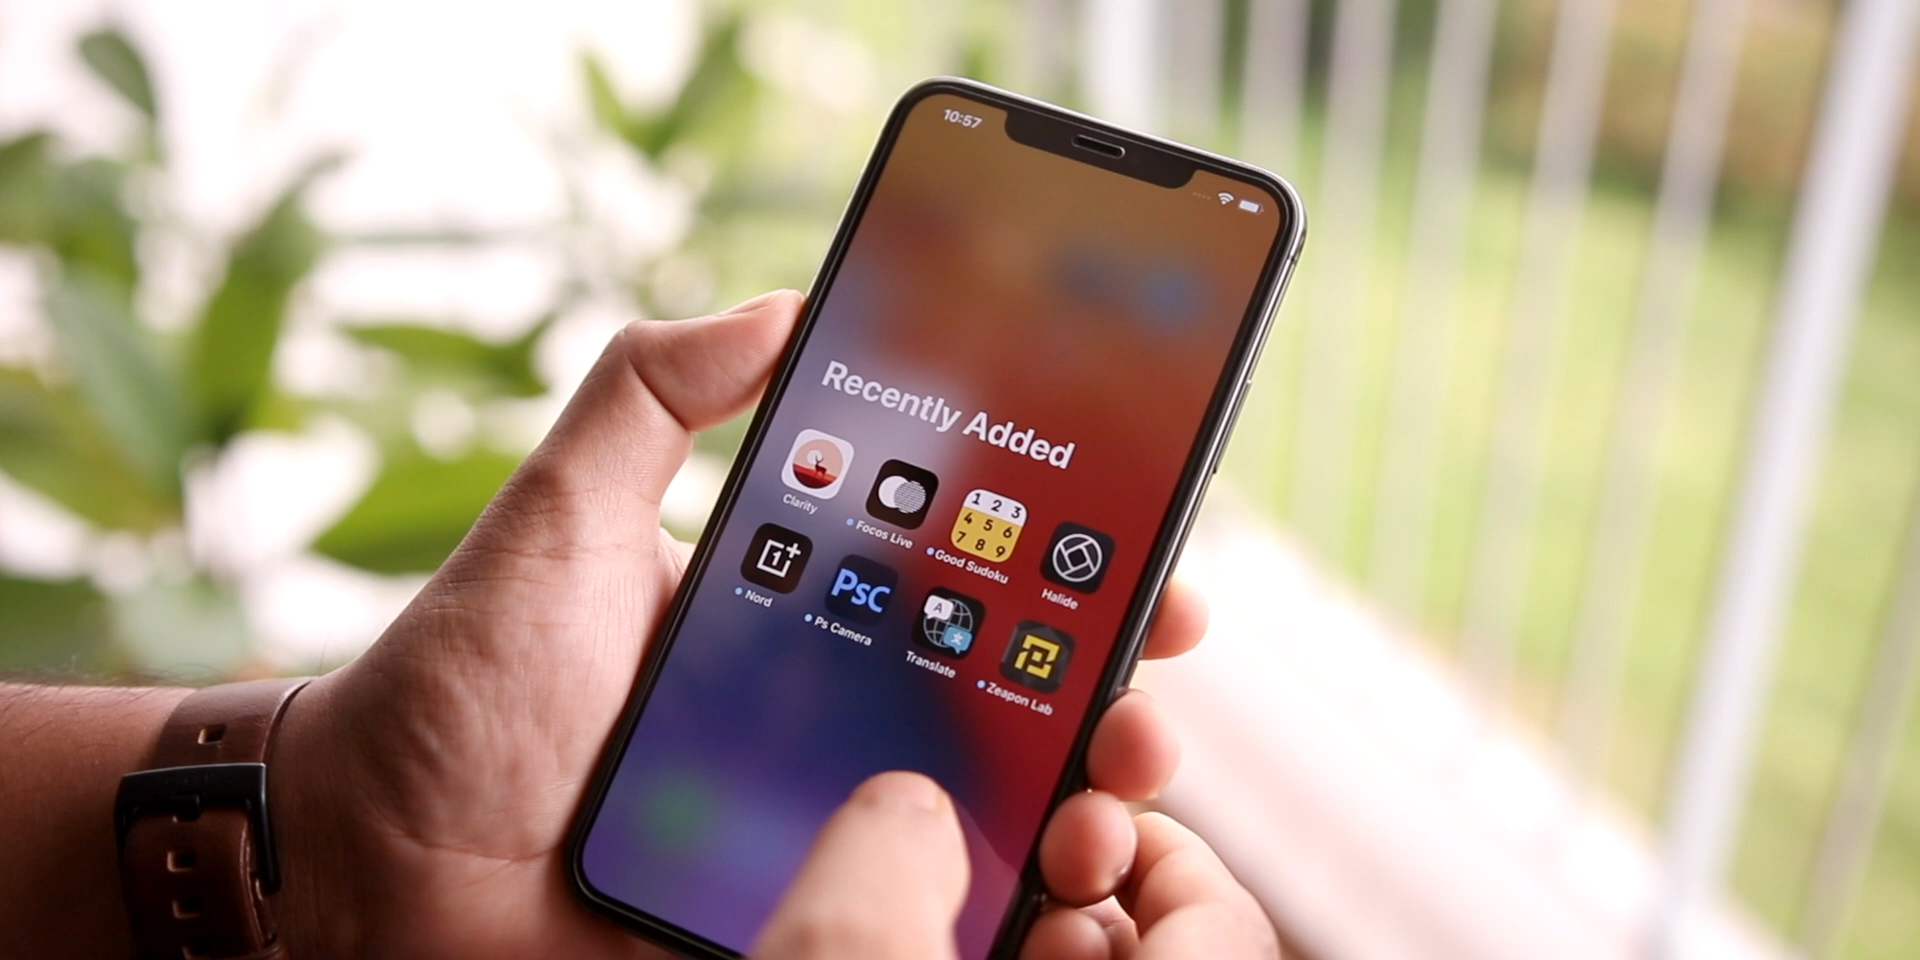 10:57
Recently Added
Clarity
Focos Live
1 2 3
4 5 6
7 8 9
Good Sudoku
Halide
1+
Nord
PsC
Ps Camera
A
文
Translate
Zeapon Lab